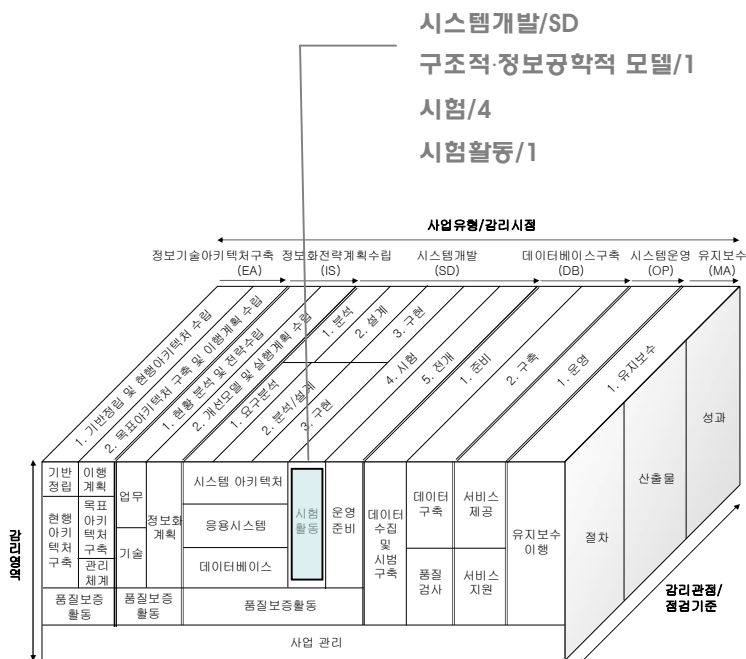 시스템개발/SD
구조적·정보공학적 모델/1
시험/4
시험활동/1
사업유형/감리시점
정보기술아키텍처구축 정보화전략계획수립 시스템개발 데이터베이스구축 시스템운영 유지보수
(EA) (IS) (SD) (DB) (OP) (MA)
1. 기반정립 및 현행아키텍처 수립
2. 목표아키텍처 구축 및 이행계획 수립
1. 현황 분석 및 전략수립
2. 개선모델 및 실행계획 수립
1. 분석
2. 설계
3. 구현
1. 요구분석
2. 분석/설계
3. 구현
4. 시험
5. 전개
1. 준비
2. 구축
1. 운영
1. 유지보수
감리영역
기반
정립
이행
계획
현행
아키
텍처
구축
목표
아키
텍처
구축
관리
체계
업무
기술
정보화
계획
시스템 아키텍처
응용시스템
데이터베이스
시험
활동
운영
준비
데이터
수집
및
시범
구축
데이터
구축
품질
검사
서비스
제공
서비스
지원
유지보수
이행
품질보증
활동
품질보증
활동
품질보증활동
사업 관리
절차
산출물
성과
감리관점/
점검기준